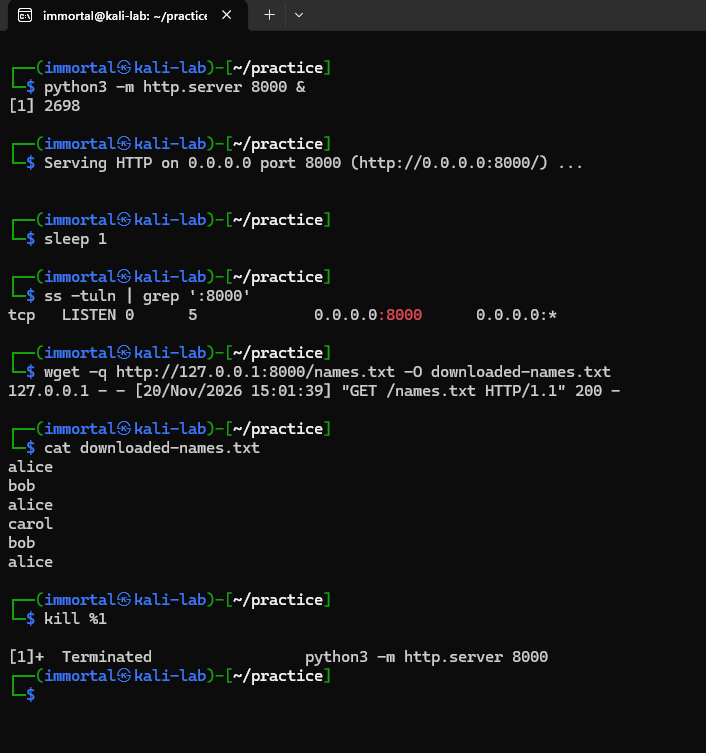 immortal@kali-lab: ~/practice
┌──(immortal㉿kali-lab)-[~/practice]
└─$ python3 -m http.server 8000 &
[1] 2698
┌──(immortal㉿kali-lab)-[~/practice]
└─$ Serving HTTP on 0.0.0.0 port 8000 (http://0.0.0.0:8000/) ...
┌──(immortal㉿kali-lab)-[~/practice]
└─$ sleep 1
┌──(immortal㉿kali-lab)-[~/practice]
└─$ ss -tuln | grep ':8000'
tcp   LISTEN 0      5             0.0.0.0:8000      0.0.0.0:*
┌──(immortal㉿kali-lab)-[~/practice]
└─$ wget -q http://127.0.0.1:8000/names.txt -O downloaded-names.txt
127.0.0.1 - - [20/Nov/2026 15:01:39] "GET /names.txt HTTP/1.1" 200 -
┌──(immortal㉿kali-lab)-[~/practice]
└─$ cat downloaded-names.txt
alice
bob
alice
carol
bob
alice
┌──(immortal㉿kali-lab)-[~/practice]
└─$ kill %1
[1]+  Terminated                 python3 -m http.server 8000
┌──(immortal㉿kali-lab)-[~/practice]
└─$